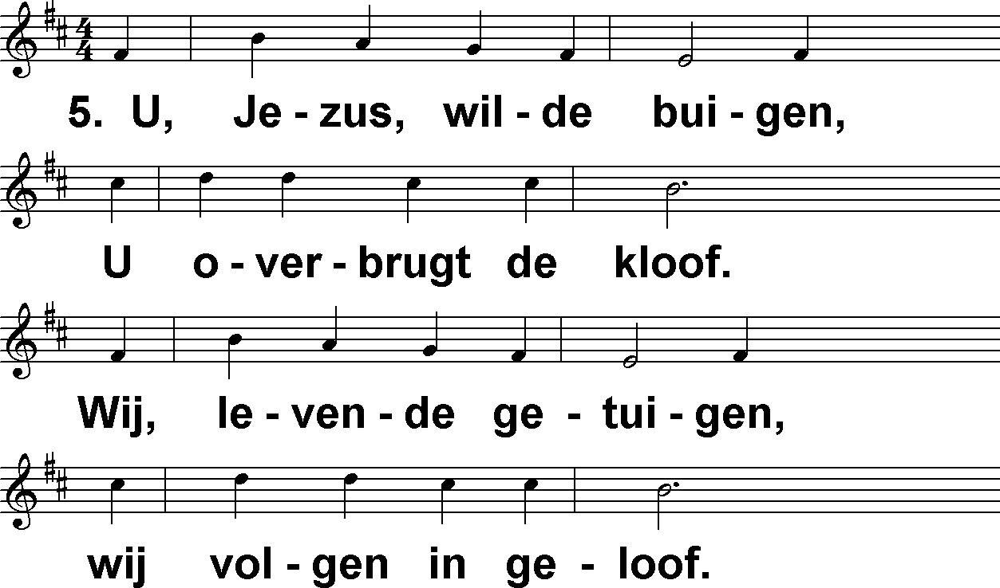 5. U, Je - zus, wil - de bui - gen,
U o - ver - brugt de kloof.
Wij, le - ven - de ge - tui - gen,
wij vol - gen in ge - loof.